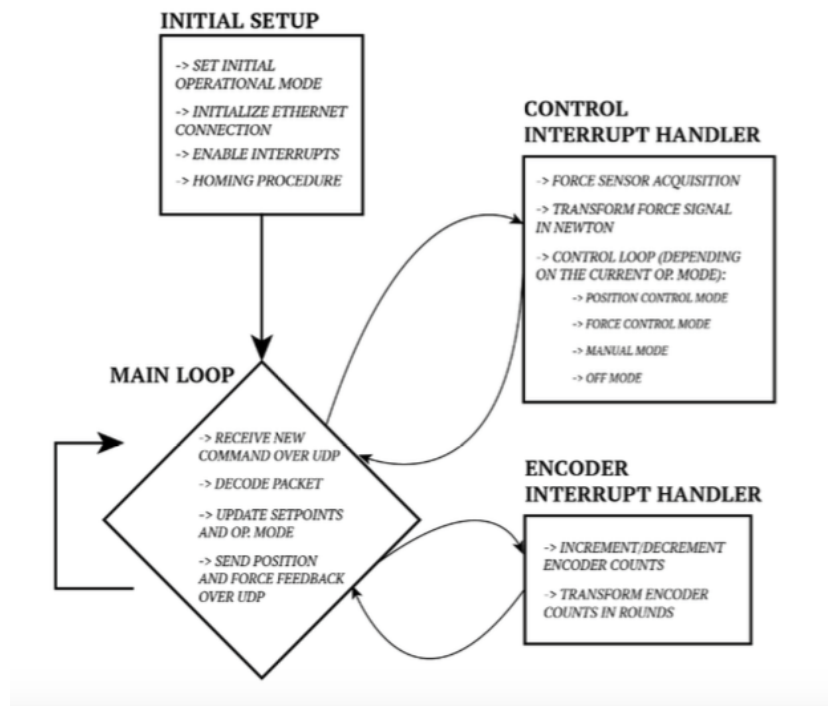 INITIAL SETUP
-> SET INITIAL
OPERATIONAL MODE
-> INITIALIZE ETHERNET
CONNECTION
-> ENABLE INTERRUPTS
-> HOMING PROCEDURE
CONTROL
INTERRUPT HANDLER
-> FORCE SENSOR ACQUISITION
-> TRANSFORM FORCE SIGNAL
IN NEWTON
-> CONTROL LOOP (DEPENDING
ON THE CURRENT OP. MODE):
-> POSITION CONTROL MODE
-> FORCE CONTROL MODE
-> MANUAL MODE
-> OFF MODE
MAIN LOOP
-> RECEIVE NEW
COMMAND OVER UDP
-> DECODE PACKET
-> UPDATE SETPOINTS
AND OP. MODE
-> SEND POSITION
AND FORCE FEEDBACK
OVER UDP
ENCODER
INTERRUPT HANDLER
-> INCREMENT/DECREMENT
ENCODER COUNTS
-> TRANSFORM ENCODER
COUNTS IN ROUNDS